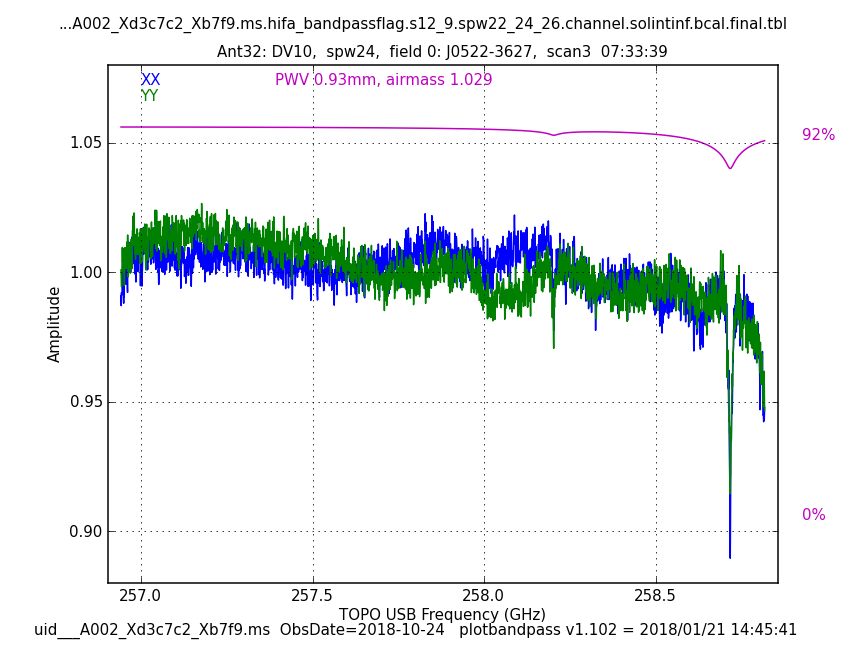 ...A002_Xd3c7c2_Xb7f9.ms.hifa_bandpassflag.s12_9.spw22_24_26.channel.solintinf.bcal.final.tbl
Ant32: DV10,  spw24,  field 0: J0522-3627,  scan3  07:33:39
XX
PWV 0.93mm, airmass 1.029
YY
92%
1.05
1.00
0.95
0.90
0%
Amplitude
257.0 257.5 258.0 258.5
TOPO USB Frequency (GHz)
uid___A002_Xd3c7c2_Xb7f9.ms  ObsDate=2018-10-24   plotbandpass v1.102 = 2018/01/21 14:45:41